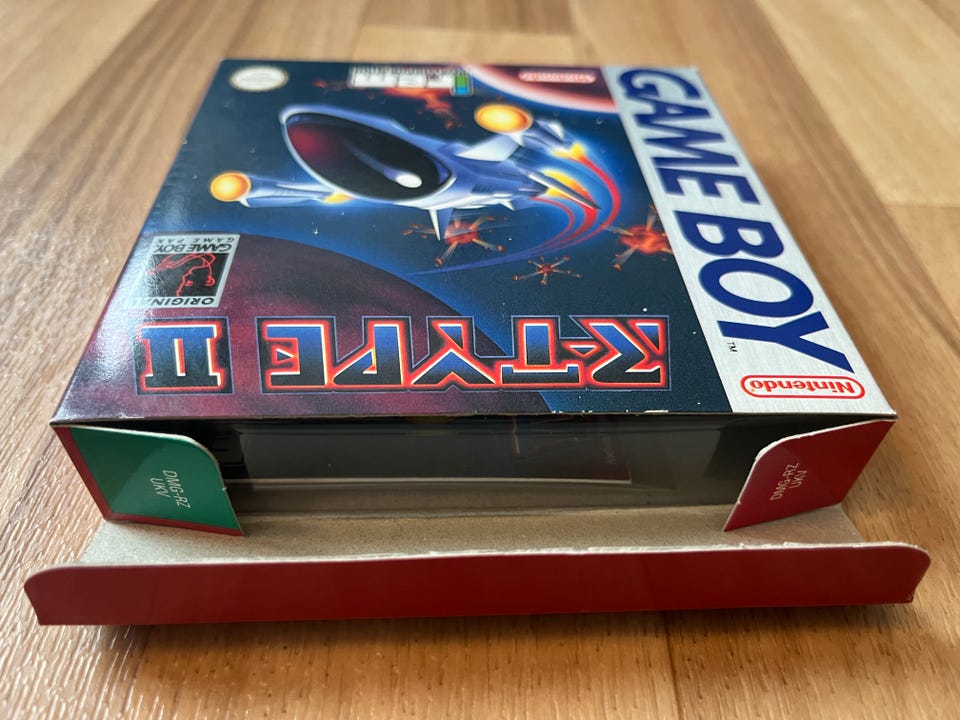 GAME BOY
TM
Nintendo
Nintendo
R-TYPE II
ORIGINAL
GAME BOY
GAME PAK
DMG-RZ
UKV
DMG-RZ
UKV